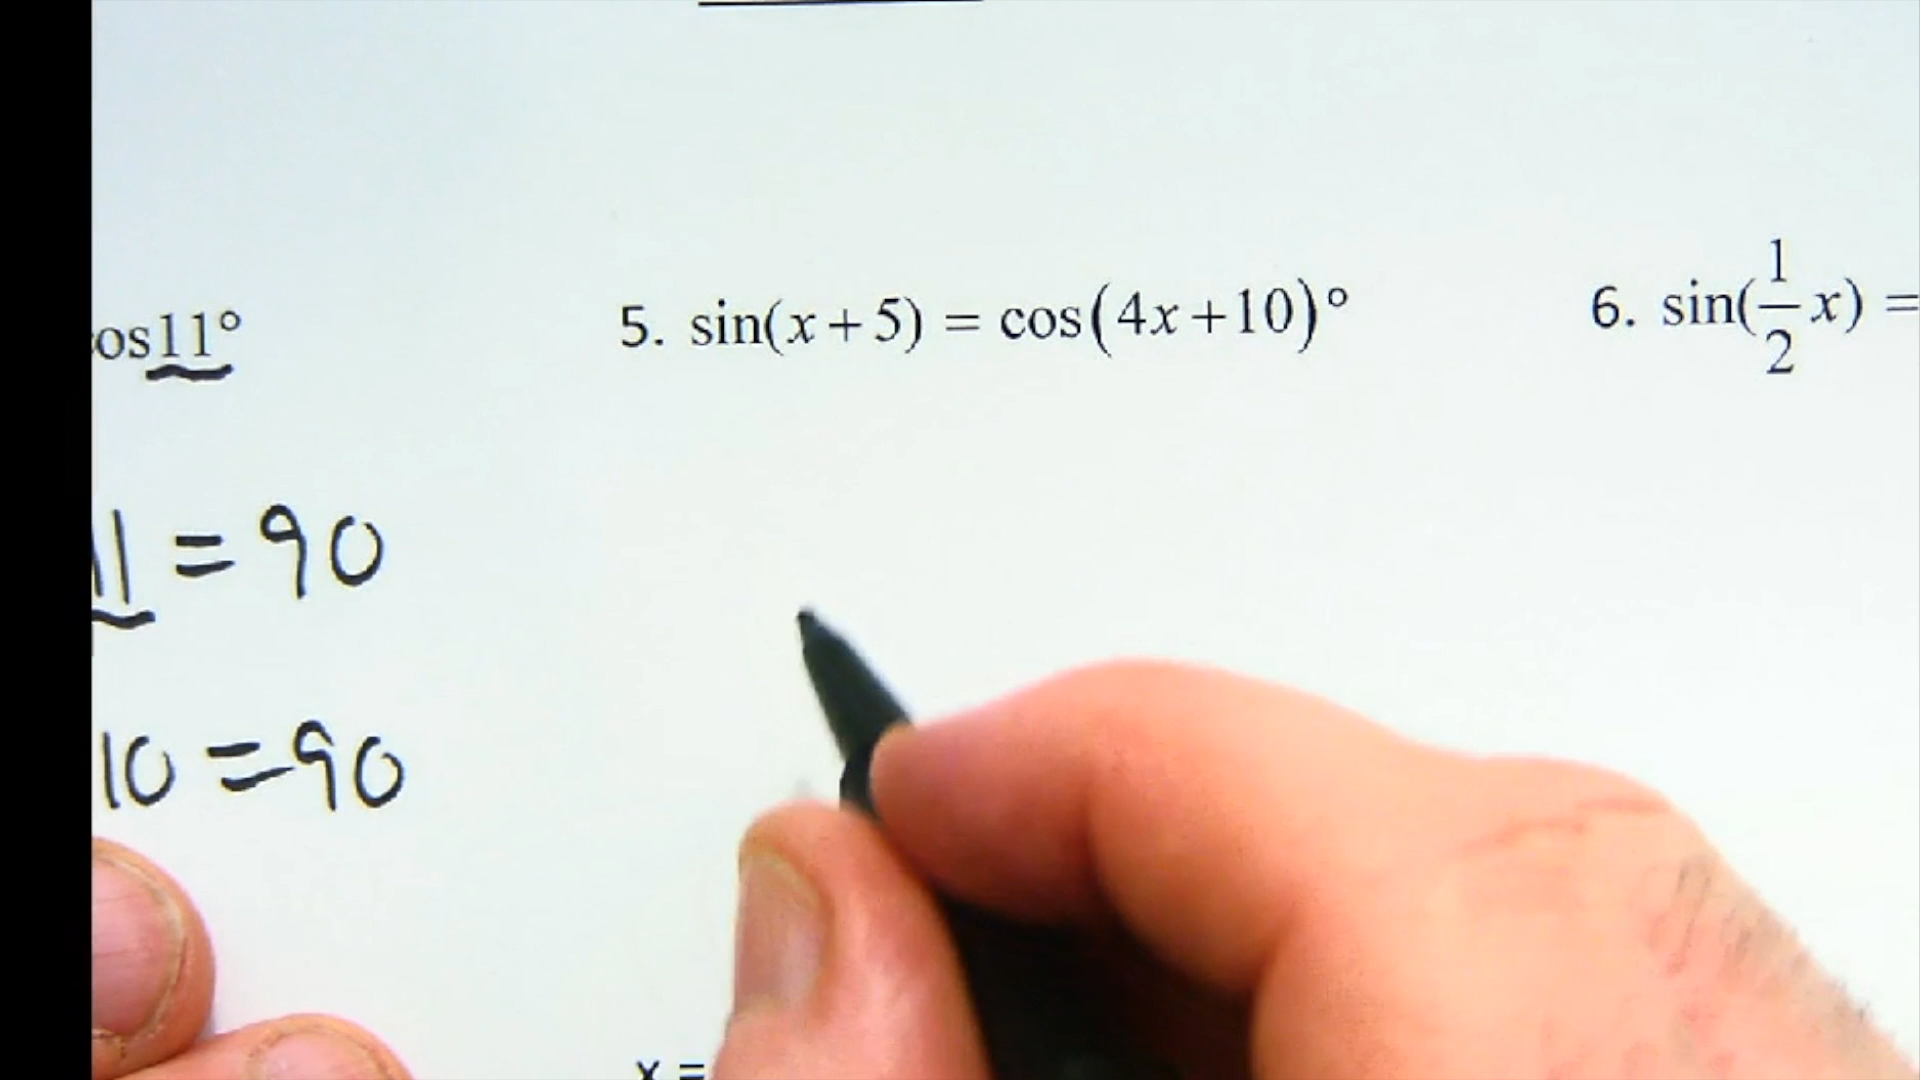 os11°
5. sin(x+5) = cos(4x+10)°
6. sin(1/2 x) =
11 = 90
10 = 90
x =